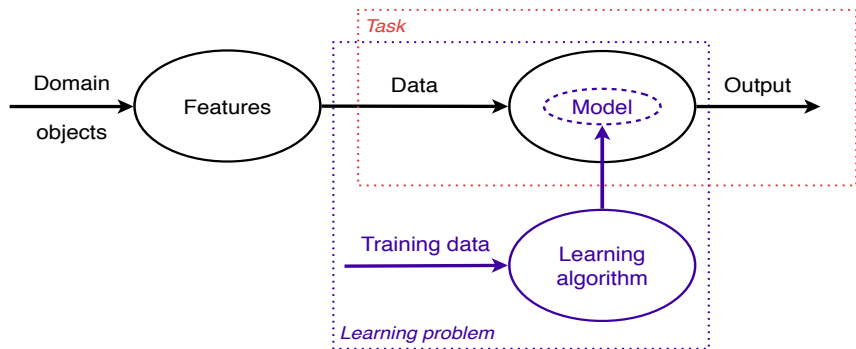 Task
Domain
objects
Features
Data
Model
Output
Training data
Learning
algorithm
Learning problem